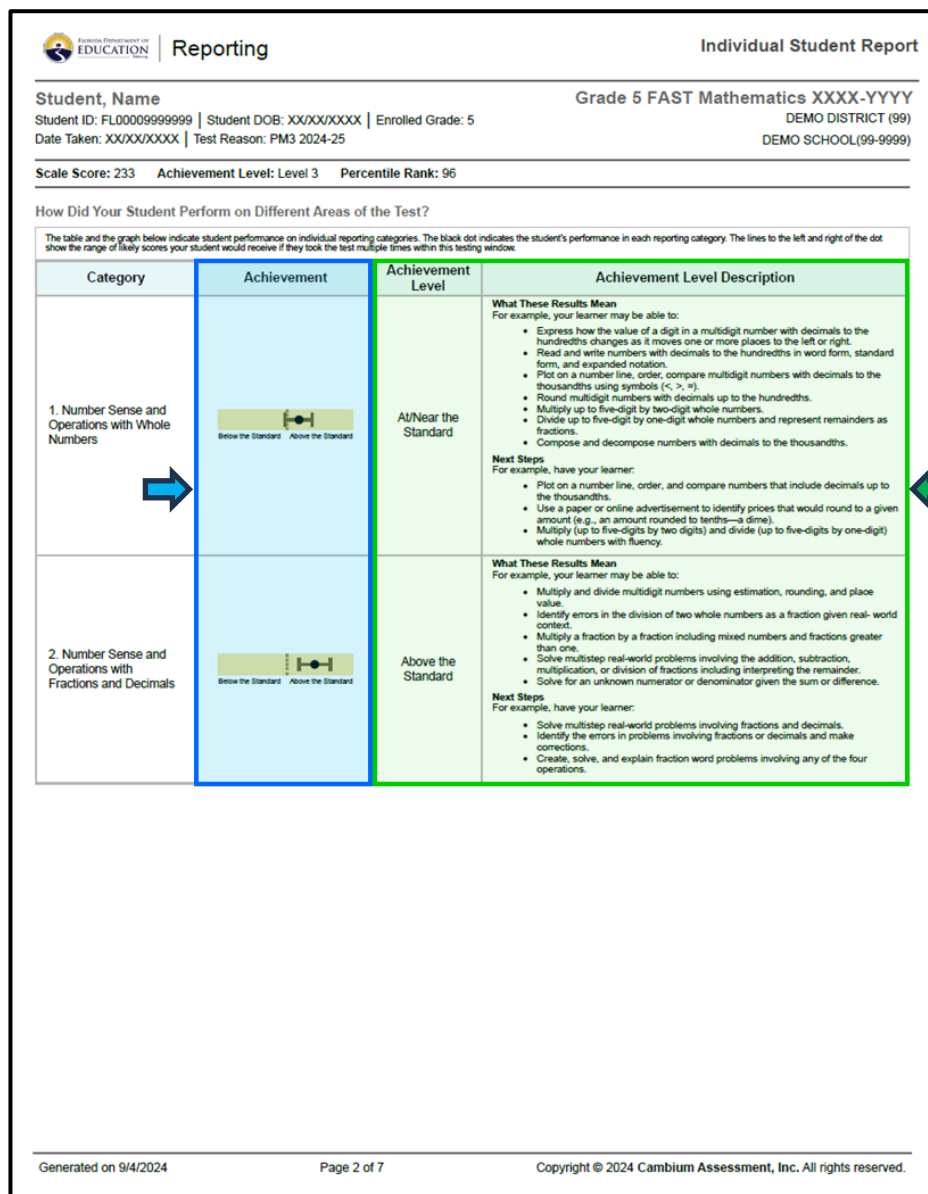 FLORIDA DEPARTMENT OF
EDUCATION
Reporting
Individual Student Report
Student, Name
Grade 5 FAST Mathematics XXXX-YYYY
Student ID: FL00009999999 | Student DOB: XX/XX/XXXX | Enrolled Grade: 5
DEMO DISTRICT (99)
Date Taken: XX/XX/XXXX | Test Reason: PM3 2024-25
DEMO SCHOOL(99-9999)
Scale Score: 233 Achievement Level: Level 3 Percentile Rank: 96
How Did Your Student Perform on Different Areas of the Test?
The table and the graph below indicate student performance on individual reporting categories. The black dot indicates the student's performance in each reporting category. The lines to the left and right of the dot
show the range of likely scores your student would receive if they took the test multiple times within this testing window.
Category
Achievement
Achievement
Level
Achievement Level Description
1. Number Sense and
Operations with Whole
Numbers
Below the Standard Above the Standard
At/Near the
Standard
What These Results Mean
For example, your learner may be able to:
• Express how the value of a digit in a multidigit number with decimals to the
hundredths changes as it moves one or more places to the left or right.
• Read and write numbers with decimals to the hundredths in word form, standard
form, and expanded notation.
• Plot on a number line, order, compare multidigit numbers with decimals to the
thousandths using symbols (<, >, =).
• Round multidigit numbers with decimals up to the hundredths.
• Multiply up to five-digit by two-digit whole numbers.
• Divide up to five-digit by one-digit whole numbers and represent remainders as
fractions.
• Compose and decompose numbers with decimals to the thousandths.
Next Steps
For example, have your learner:
• Plot on a number line, order, and compare numbers that include decimals up to
the thousandths.
• Use a paper or online advertisement to identify prices that would round to a given
amount (e.g., an amount rounded to tenths—a dime).
• Multiply (up to five-digits by two digits) and divide (up to five-digits by one-digit)
whole numbers with fluency.
2. Number Sense and
Operations with
Fractions and Decimals
Below the Standard Above the Standard
Above the
Standard
What These Results Mean
For example, your learner may be able to:
• Multiply and divide multidigit numbers using estimation, rounding, and place
value.
• Identify errors in the division of two whole numbers as a fraction given real- world
context.
• Multiply a fraction by a fraction including mixed numbers and fractions greater
than one.
• Solve multistep real-world problems involving the addition, subtraction,
multiplication, or division of fractions including interpreting the remainder.
• Solve for an unknown numerator or denominator given the sum or difference.
Next Steps
For example, have your learner:
• Solve multistep real-world problems involving fractions and decimals.
• Identify the errors in problems involving fractions or decimals and make
corrections.
• Create, solve, and explain fraction word problems involving any of the four
operations.
Generated on 9/4/2024
Page 2 of 7
Copyright © 2024 Cambium Assessment, Inc. All rights reserved.